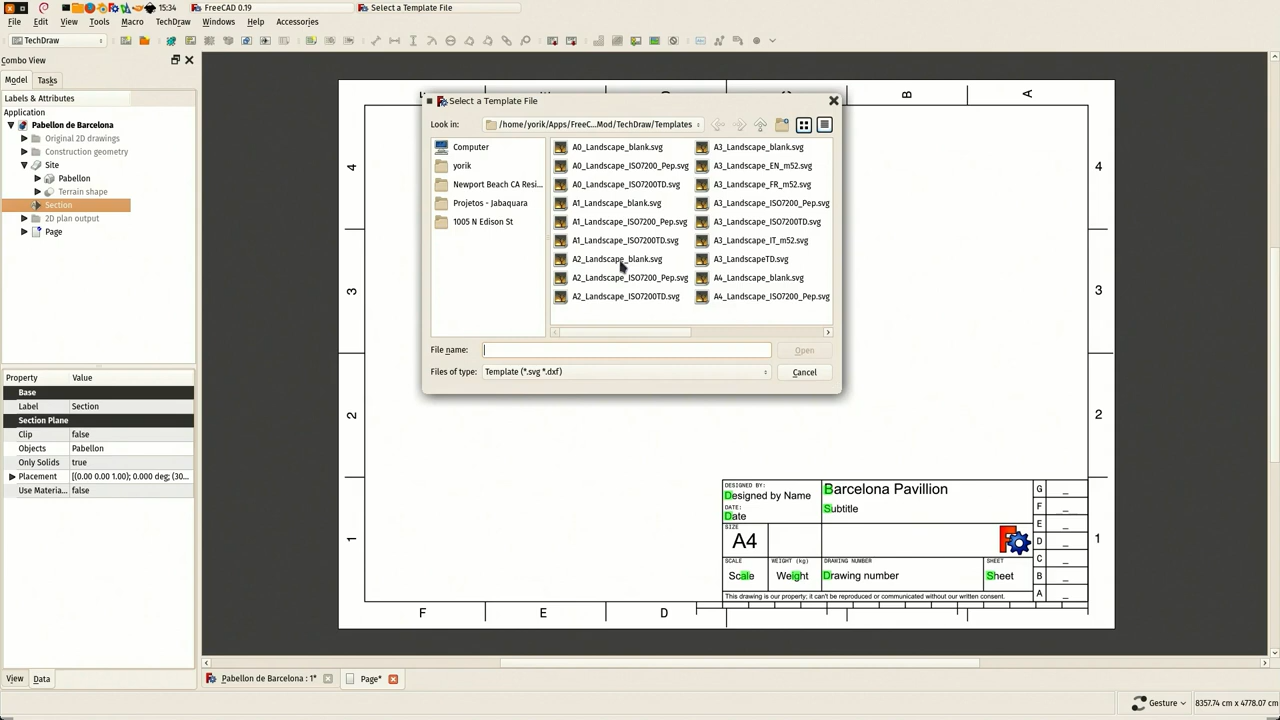 15:34
FreeCAD 0.19
Select a Template File
File
Edit
View
Tools
Macro
TechDraw
Windows
Help
Accessories
TechDraw
Combo View
Model
Tasks
Labels & Attributes
Application
Pabellon de Barcelona
Original 2D drawings
Construction geometry
Site
Pabellon
Terrain shape
Section
2D plan output
Page
Property
Value
Base
Label
Section
Section Plane
Clip
false
Objects
Pabellon
Only Solids
true
Placement
[(0.00 0.00 1.00); 0.000 deg; (30...
Use Materia...
false
View
Data
Select a Template File
Look in:
/home/yorik/Apps/FreeC...Mod/TechDraw/Templates
Computer
yorik
Newport Beach CA Resi...
Projetos - Jabaquara
1005 N Edison St
A0_Landscape_blank.svg
A0_Landscape_ISO7200_Pep.svg
A0_Landscape_ISO7200TD.svg
A1_Landscape_blank.svg
A1_Landscape_ISO7200_Pep.svg
A1_Landscape_ISO7200TD.svg
A2_Landscape_blank.svg
A2_Landscape_ISO7200_Pep.svg
A2_Landscape_ISO7200TD.svg
A3_Landscape_blank.svg
A3_Landscape_EN_m52.svg
A3_Landscape_FR_m52.svg
A3_Landscape_ISO7200_Pep.svg
A3_Landscape_ISO7200TD.svg
A3_Landscape_IT_m52.svg
A3_LandscapeTD.svg
A4_Landscape_blank.svg
A4_Landscape_ISO7200_Pep.svg
File name:
Open
Files of type:
Template (*.svg *.dxf)
Cancel
B
A
4
3
2
1
4
3
2
1
F
E
D
DESIGNED BY:
Designed by Name
DATE:
Date
SIZE
A4
Barcelona Pavillion
Subtitle
SCALE
Scale
WEIGHT (kg)
Weight
DRAWING NUMBER
Drawing number
SHEET
Sheet
This drawing is our property; it can't be reproduced or communicated without our written consent.
G _
F _
E _
D _
C _
B _
A _
Pabellon de Barcelona : 1*
Page*
Gesture
8357.74 cm x 4778.07 cm